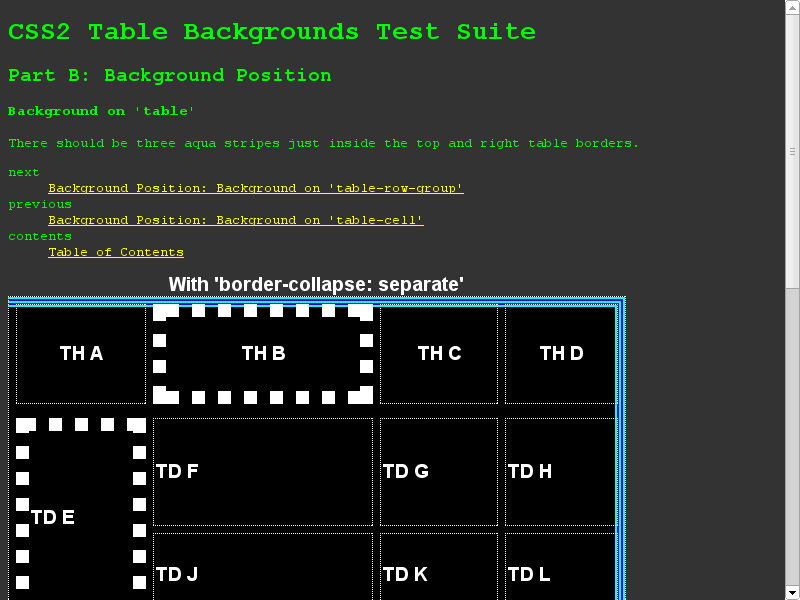 CSS2 Table Backgrounds Test Suite
Part B: Background Position
Background on 'table'
There should be three aqua stripes just inside the top and right table borders.
next
Background Position: Background on 'table-row-group'
previous
Background Position: Background on 'table-cell'
contents
Table of Contents
With 'border-collapse: separate'
TH A TH B TH C TH D
TD F TD G TD H
TD E
TD J TD K TD L